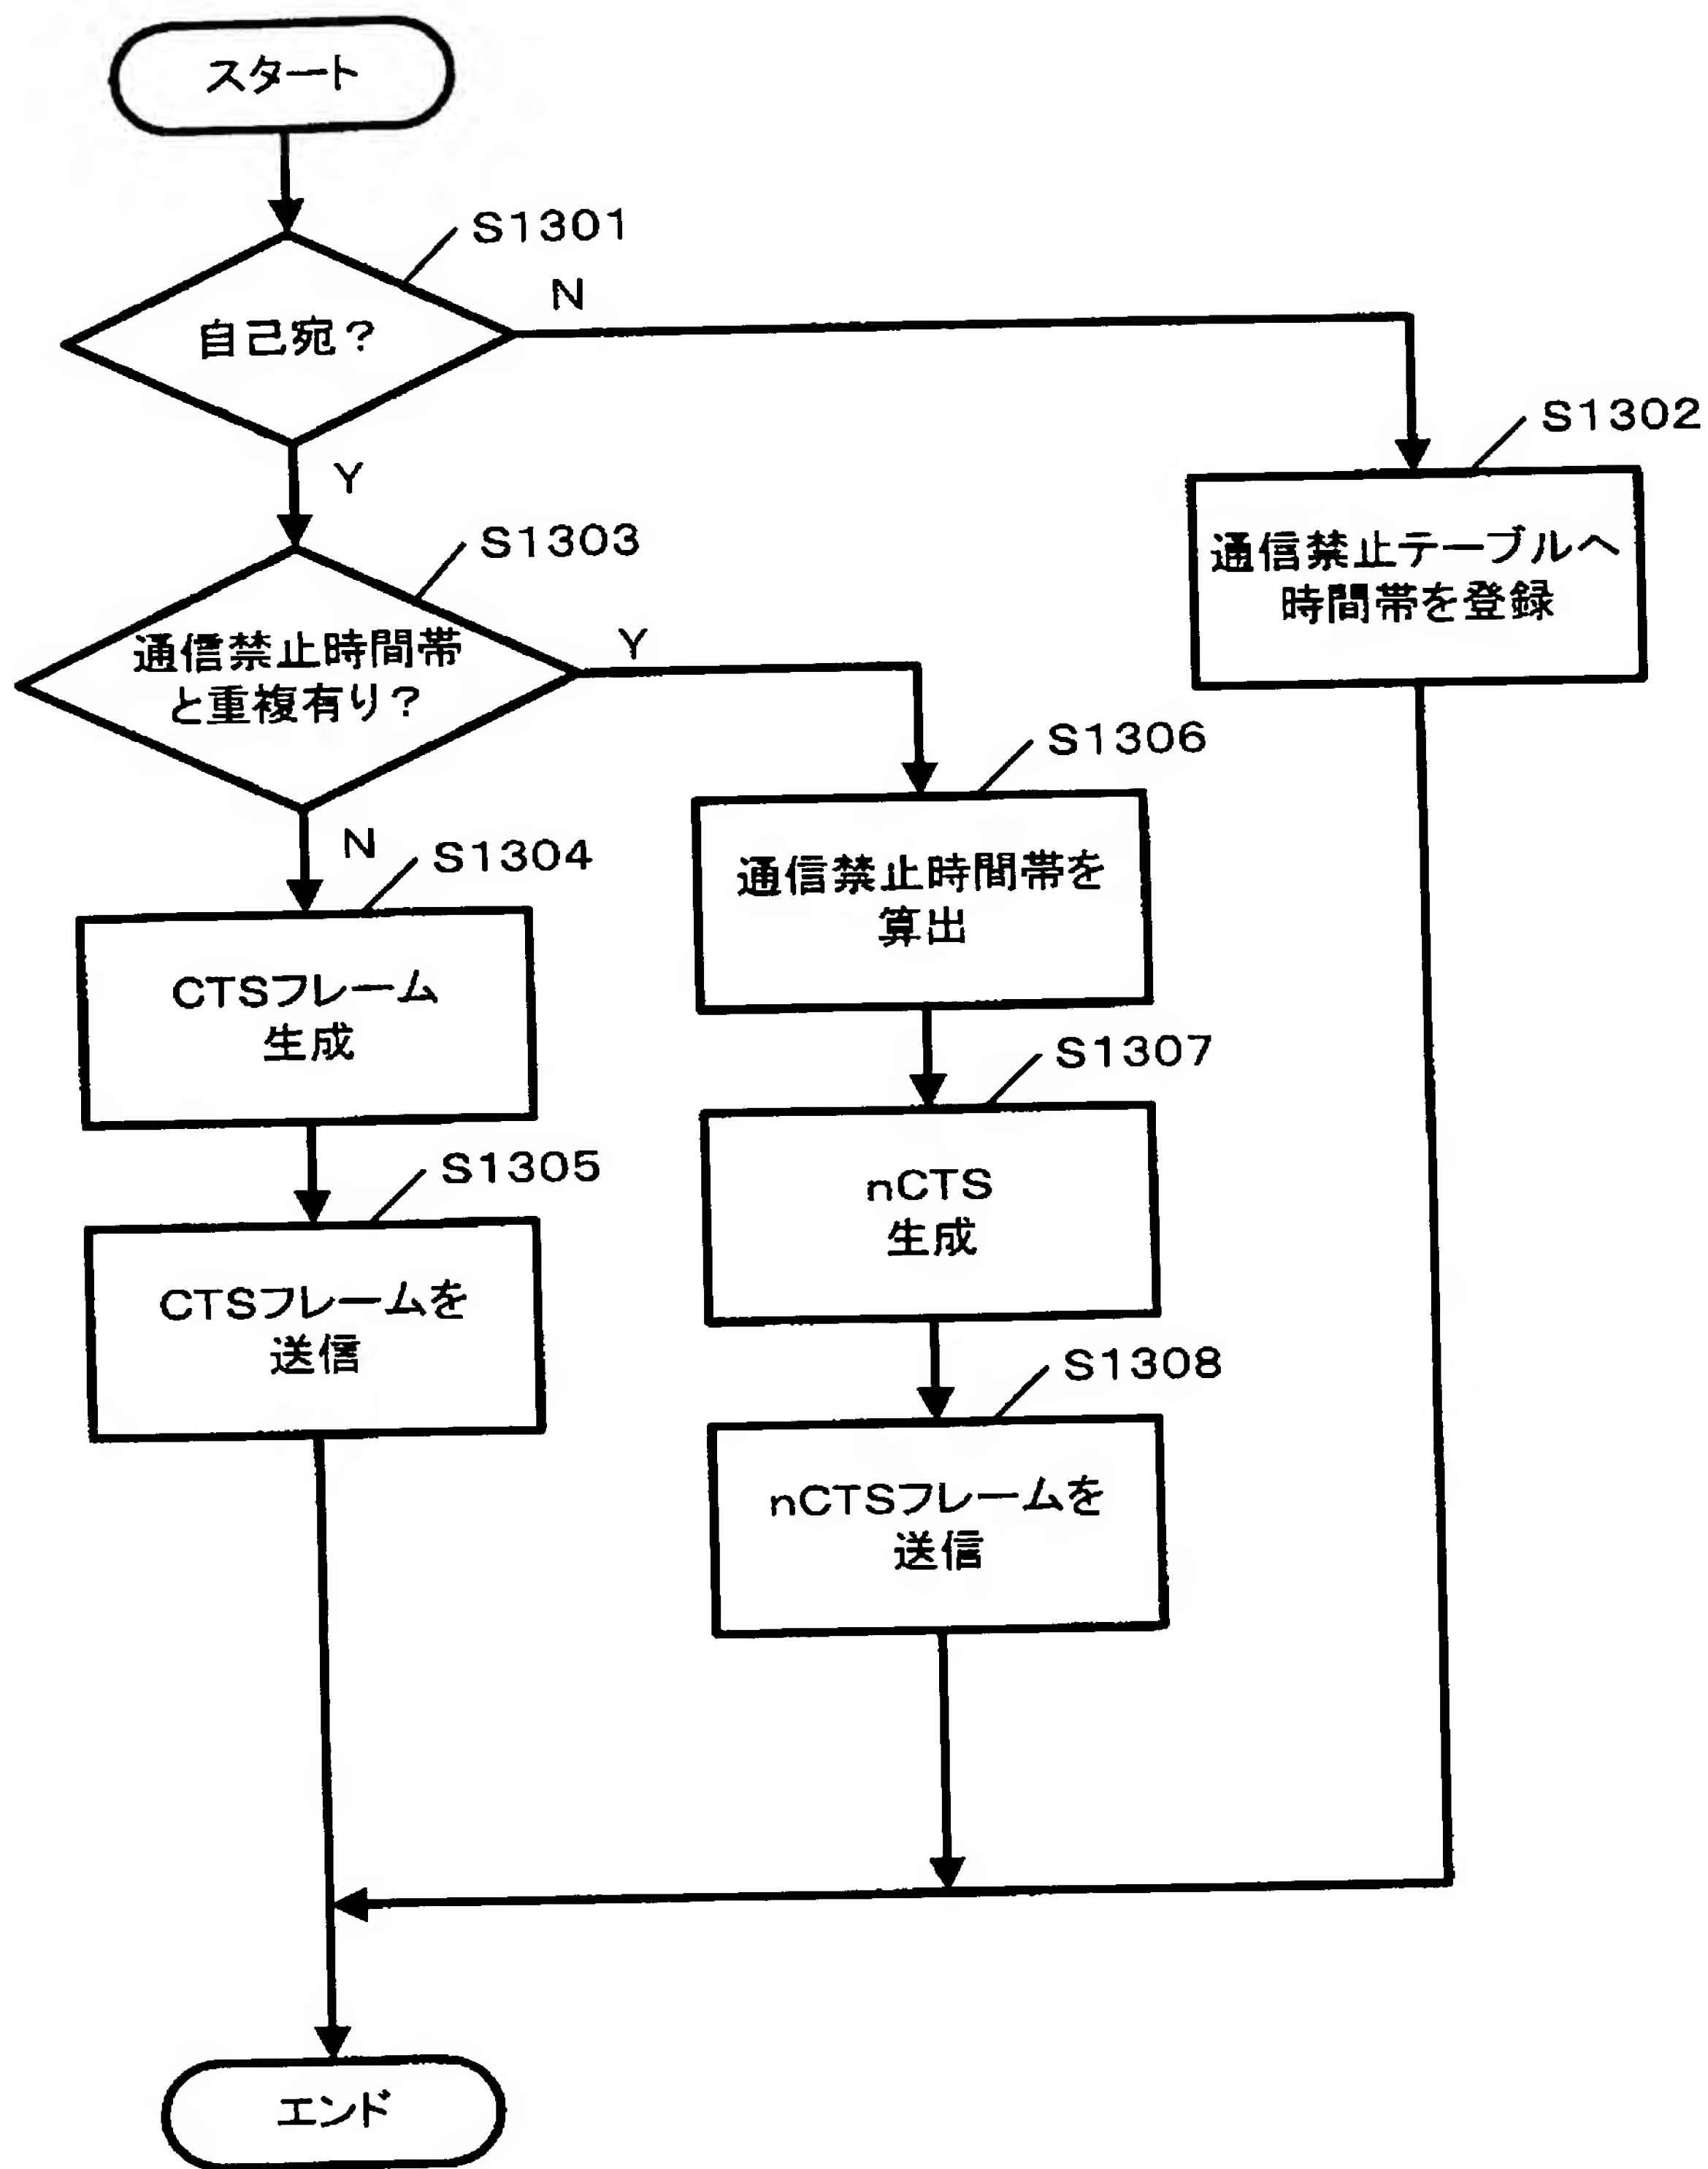 スタート
S1301
自己宛?
N
Y
S1302
通信禁止テーブルへ
時間帯を登録
S1303
通信禁止時間帯
と重複有り?
Y
N
S1304
CTSフレーム
生成
S1305
CTSフレームを
送信
S1306
通信禁止時間帯を
算出
S1307
nCTS
生成
S1308
nCTSフレームを
送信
エンド